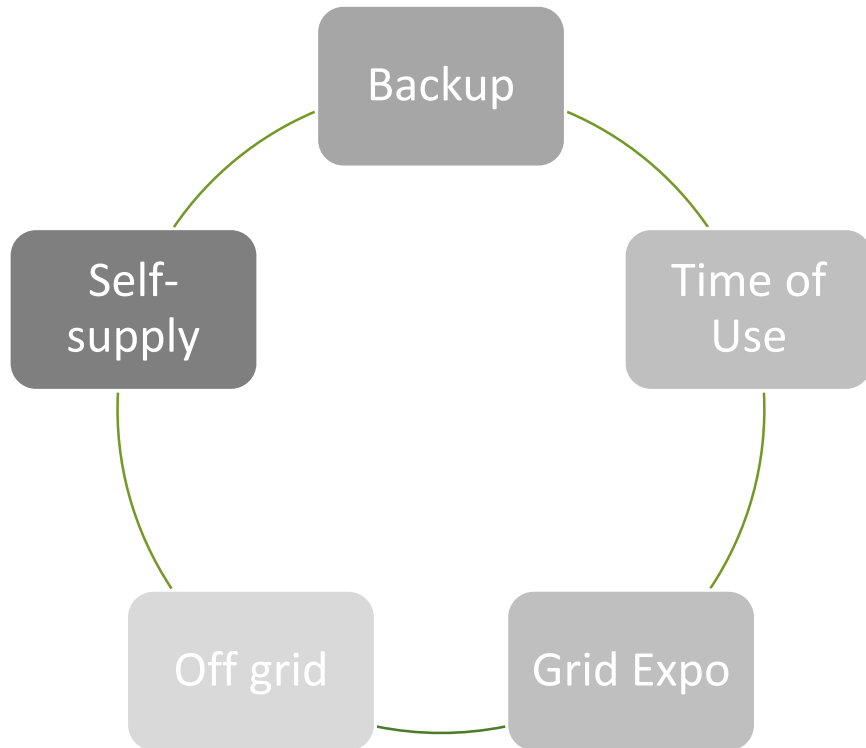 Backup
Time of
Use
Grid Expo
Off grid
Self-
supply